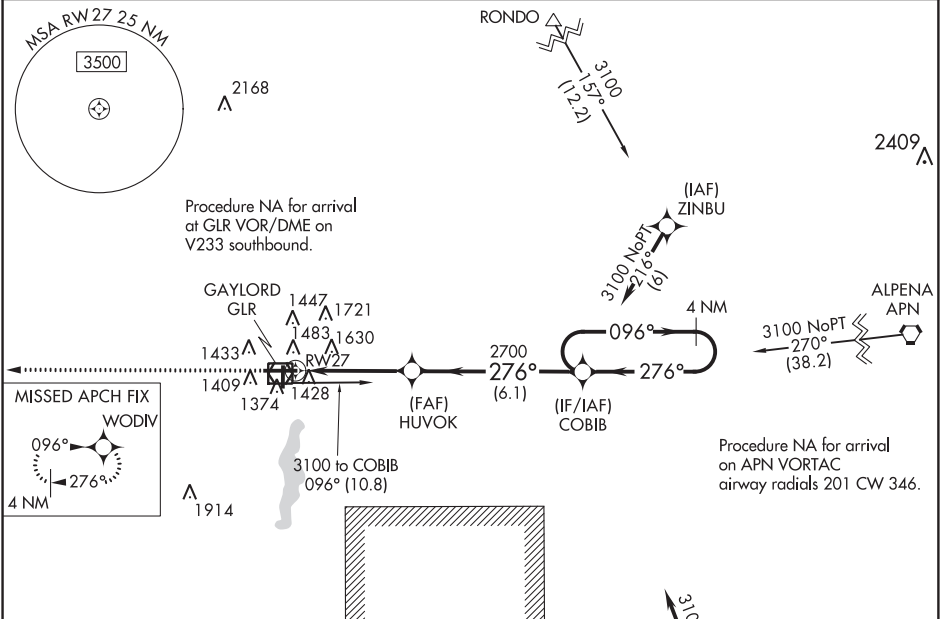 MSA RW 27 25 NM
3500
2168
RONDO
3100
157°
(12.2)
2409
Procedure NA for arrival
at GLR VOR/DME on
V233 southbound.
(IAF)
ZINBU
3100 NoPT
216°
(6)
GAYLORD
GLR
1447
1721
1483
1630
1433
RW27
1409
1374
1428
4 NM
096°
276°
ALPENA
APN
3100 NoPT
270°
(38.2)
2700
276°
(6.1)
(FAF)
HUVOK
(IF/IAF)
COBIB
MISSED APCH FIX
WODIV
096°
276°
4 NM
1914
3100 to COBIB
096° (10.8)
Procedure NA for arrival
on APN VORTAC
airway radials 201 CW 346.